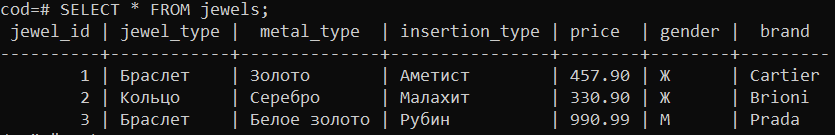 cod=# SELECT * FROM jewels;
jewel_id | jewel_type | metal_type | insertion_type | price | gender | brand
----------+------------+--------------+----------------+--------+--------+---------
1 | Браслет | Золото | Аметист | 457.90 | Ж | Cartier
2 | Кольцо | Серебро | Малахит | 330.90 | Ж | Brioni
3 | Браслет | Белое золото | Рубин | 990.99 | М | Prada